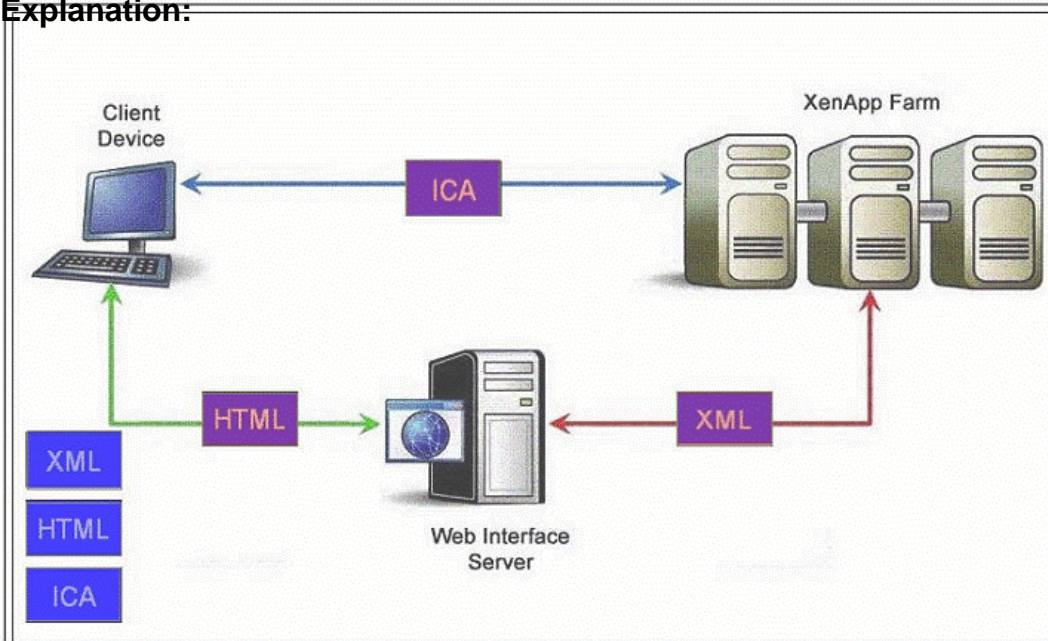 Explanation:
Client
Device
XenApp Farm
ICA
HTML
XML
XML
HTML
ICA
Web Interface
Server